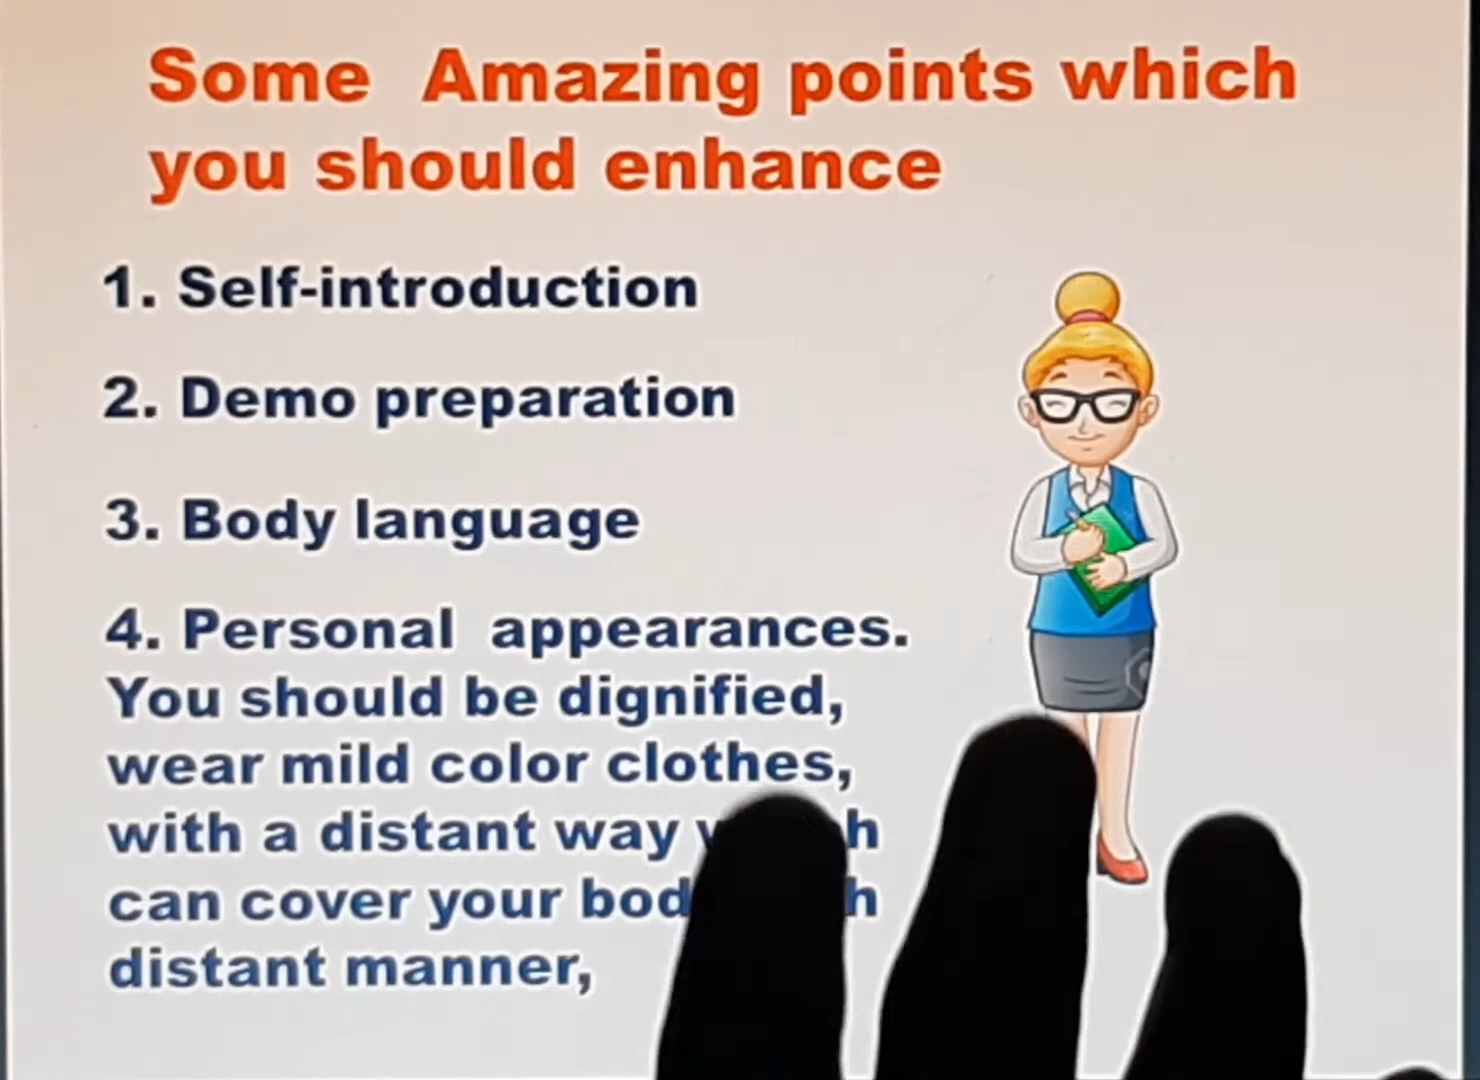 Some Amazing points which
you should enhance
1. Self-introduction
2. Demo preparation
3. Body language
4. Personal appearances.
You should be dignified,
wear mild color clothes,
with a distant way
can cover your
distant manner,